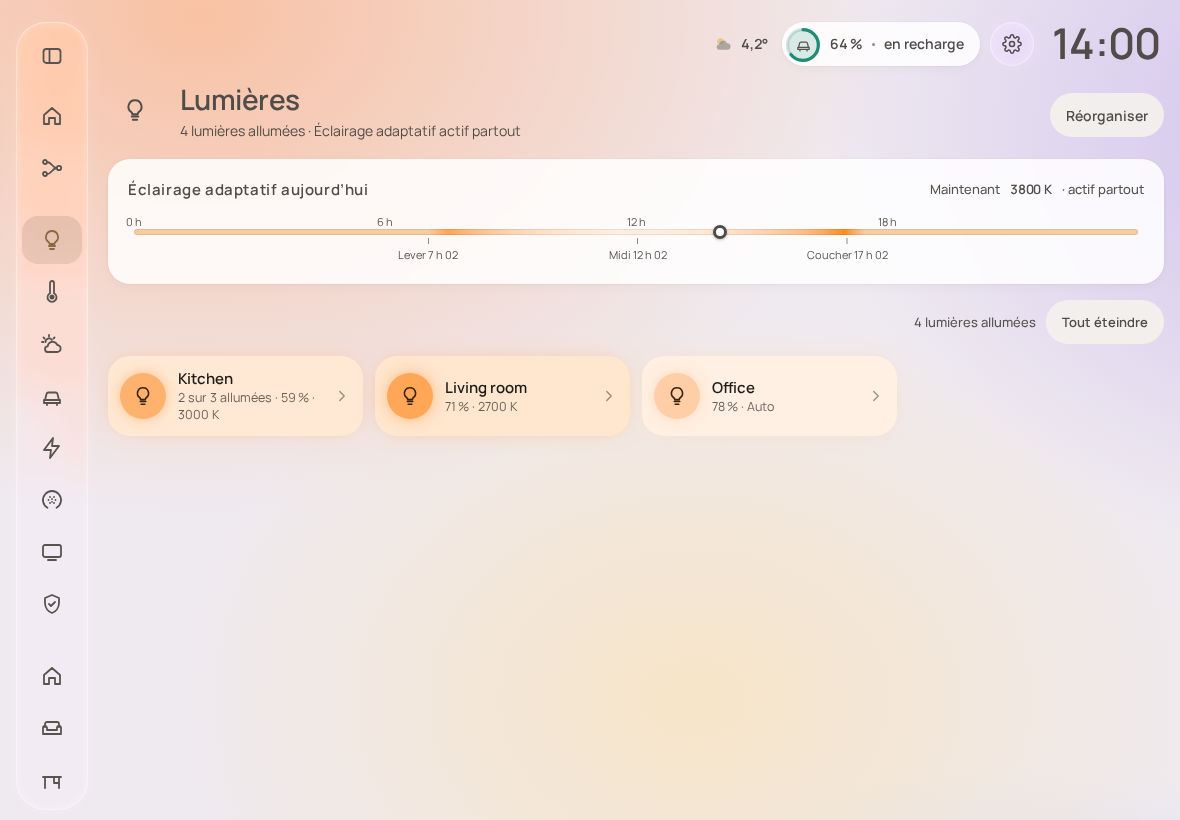 4,2°
64 % · en recharge
14:00
Lumières
4 lumières allumées · Éclairage adaptatif actif partout
Réorganiser
Éclairage adaptatif aujourd’hui
Maintenant 3800 K · actif partout
0 h 6 h 12 h 18 h
Lever 7 h 02 Midi 12 h 02 Coucher 17 h 02
4 lumières allumées
Tout éteindre
Kitchen
2 sur 3 allumées · 59 % ·
3000 K
Living room
71 % · 2700 K
Office
78 % · Auto